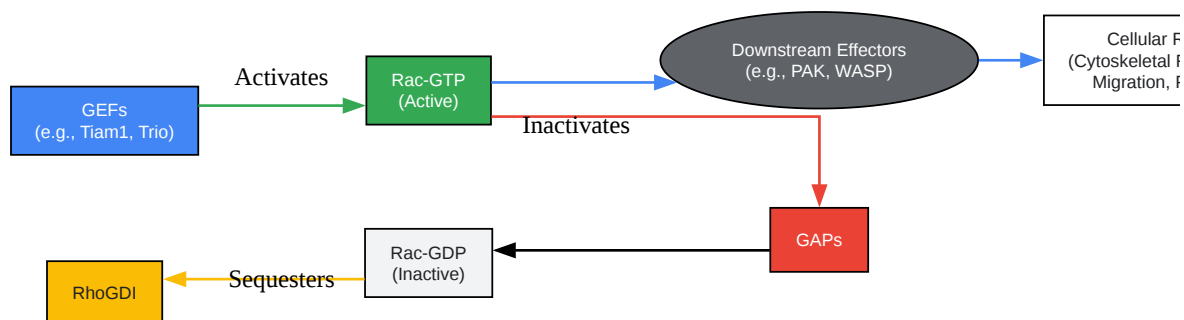 Downstream Effectors
(e.g., PAK, WASP)
Cellular
(Cytoskeletal
Migration,
Activates
Rac-GTP
(Active)
GEFs
(e.g., Tiam1, Trio)
Inactivates
GAPs
Rac-GDP
(Inactive)
Sequesters
RhoGDI